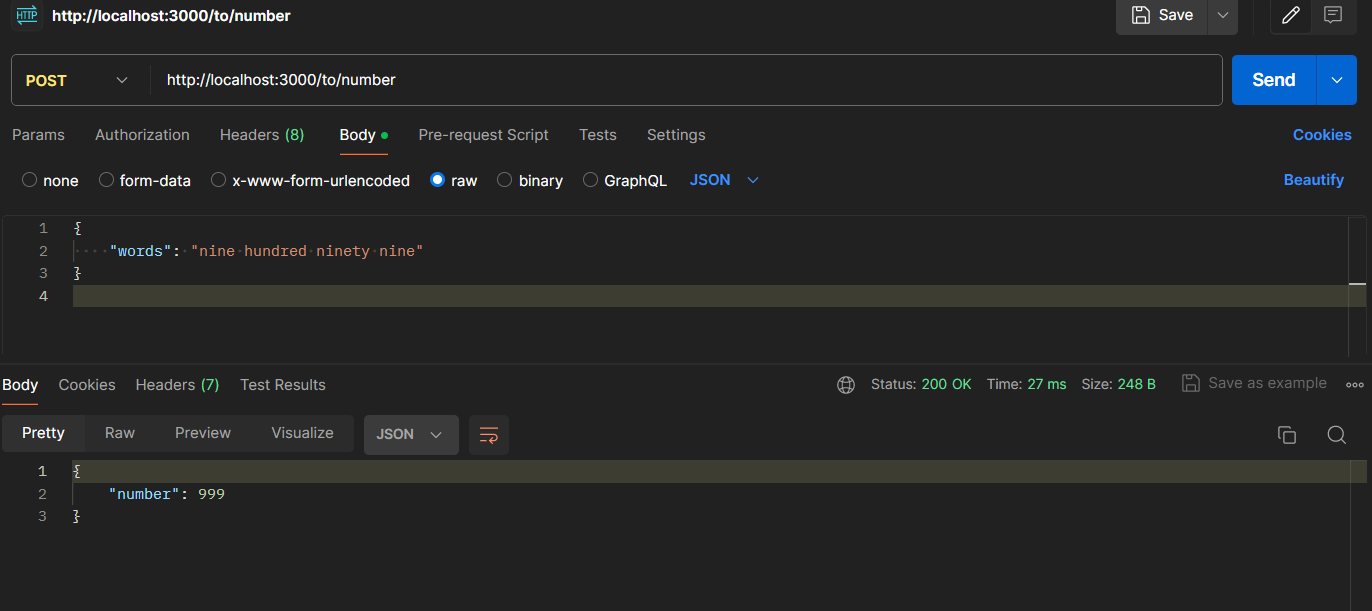 HTTP http://localhost:3000/to/number Save
POST http://localhost:3000/to/number Send
Params Authorization Headers (8) Body Pre-request Script Tests Settings Cookies
none form-data x-www-form-urlencoded raw binary GraphQL JSON Beautify
1 {
2 "words": "nine hundred ninety nine"
3 }
4
Body Cookies Headers (7) Test Results Status: 200 OK Time: 27 ms Size: 248 B Save as example
Pretty Raw Preview Visualize JSON
1 {
2 "number": 999
3 }